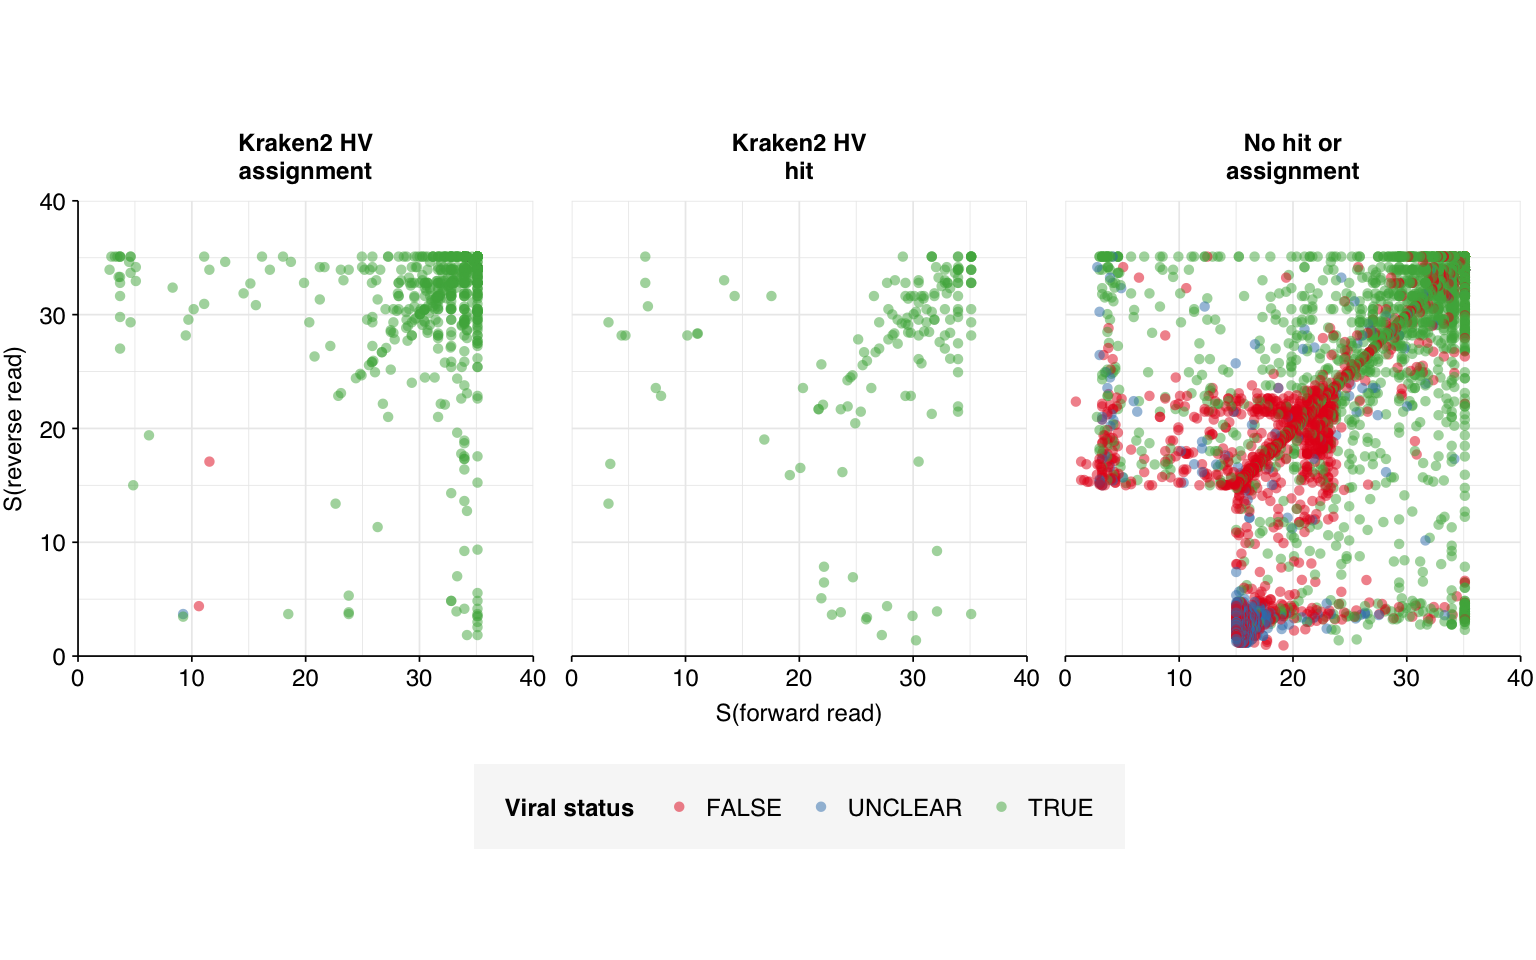 Kraken2 HV
assignment
Kraken2 HV
hit
No hit or
assignment
S(reverse read)
40
30
20
10
0
0 10 20 30 40
0 10 20 30 40
0 10 20 30 40
S(forward read)
Viral status FALSE UNCLEAR TRUE